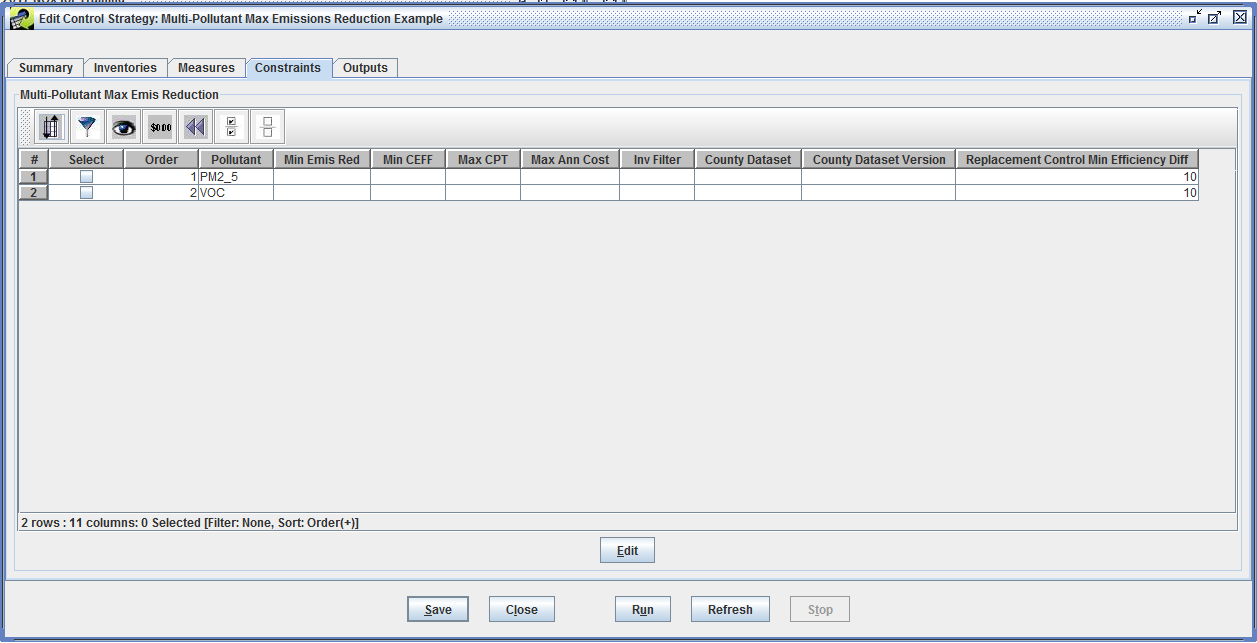 Edit Control Strategy: Multi-Pollutant Max Emissions Reduction Example
Summary Inventories Measures Constraints Outputs
Multi-Pollutant Max Emis Reduction
$0.00
# Select Order Pollutant Min Emis Red Min CEFF Max CPT Max Ann Cost Inv Filter County Dataset County Dataset Version Replacement Control Min Efficiency Diff
1 1 PM2_5 10
2 2 VOC 10
2 rows : 11 columns: 0 Selected [Filter: None, Sort: Order(+)]
Edit
Save Close Run Refresh Stop